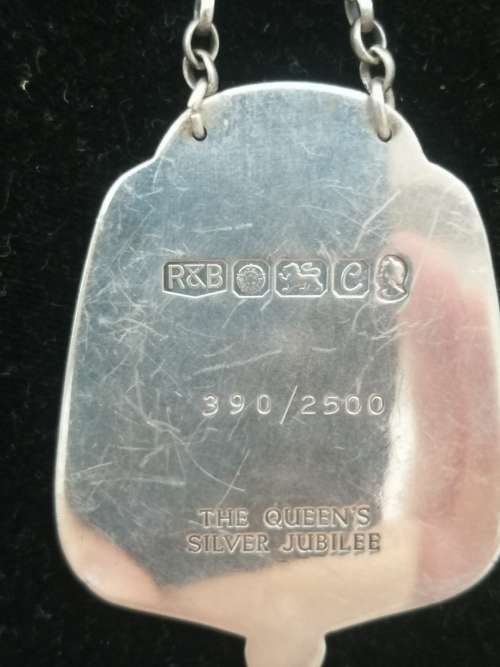 R&B C
390/2500
THE QUEEN'S
SILVER JUBILEE